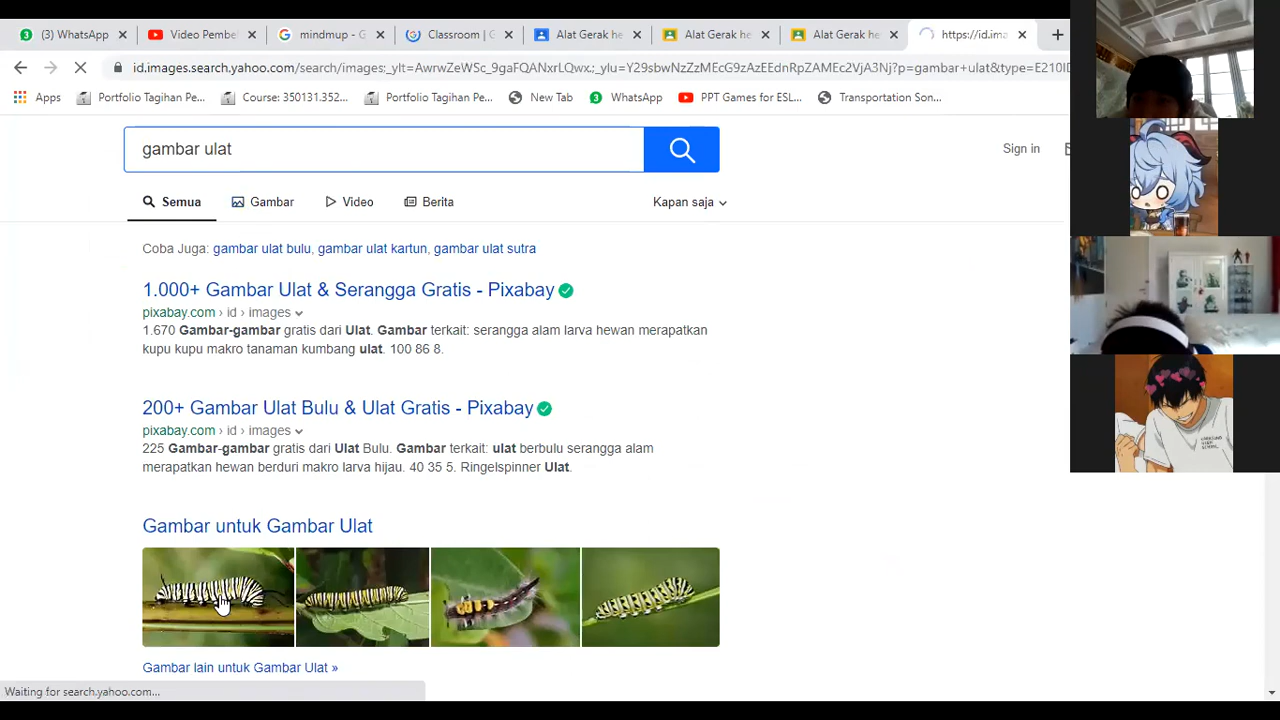 (3) WhatsApp
Video Pembe
mindmup - G
Classroom | G
Alat Gerak he
Alat Gerak he
Alat Gerak he
https://id.ima
id.images.search.yahoo.com/search/images;_ylt=AwrwZeWSc_9gaFQANrLQwx.;_ylu=Y29sbwNzZzMEcG9zAzEEdnRpZAMEc2VjA3Nj?p=gambar+ulat&type=E210ID
Apps
Portfolio Tagihan Pe...
Course: 350131.352...
Portfolio Tagihan Pe...
New Tab
WhatsApp
PPT Games for ESL...
Transportation Son...
gambar ulat
Sign in
Semua
Gambar
Video
Berita
Kapan saja
Coba Juga: gambar ulat bulu, gambar ulat kartun, gambar ulat sutra
1.000+ Gambar Ulat & Serangga Gratis - Pixabay
pixabay.com › id › images
1.670 Gambar-gambar gratis dari Ulat. Gambar terkait: serangga alam larva hewan merapatkan
kupu kupu makro tanaman kumbang ulat. 100 86 8.
200+ Gambar Ulat Bulu & Ulat Gratis - Pixabay
pixabay.com › id › images
225 Gambar-gambar gratis dari Ulat Bulu. Gambar terkait: ulat berbulu serangga alam
merapatkan hewan berduri makro larva hijau. 40 35 5. Ringelspinner Ulat.
Gambar untuk Gambar Ulat
Gambar lain untuk Gambar Ulat »
Waiting for search.yahoo.com...